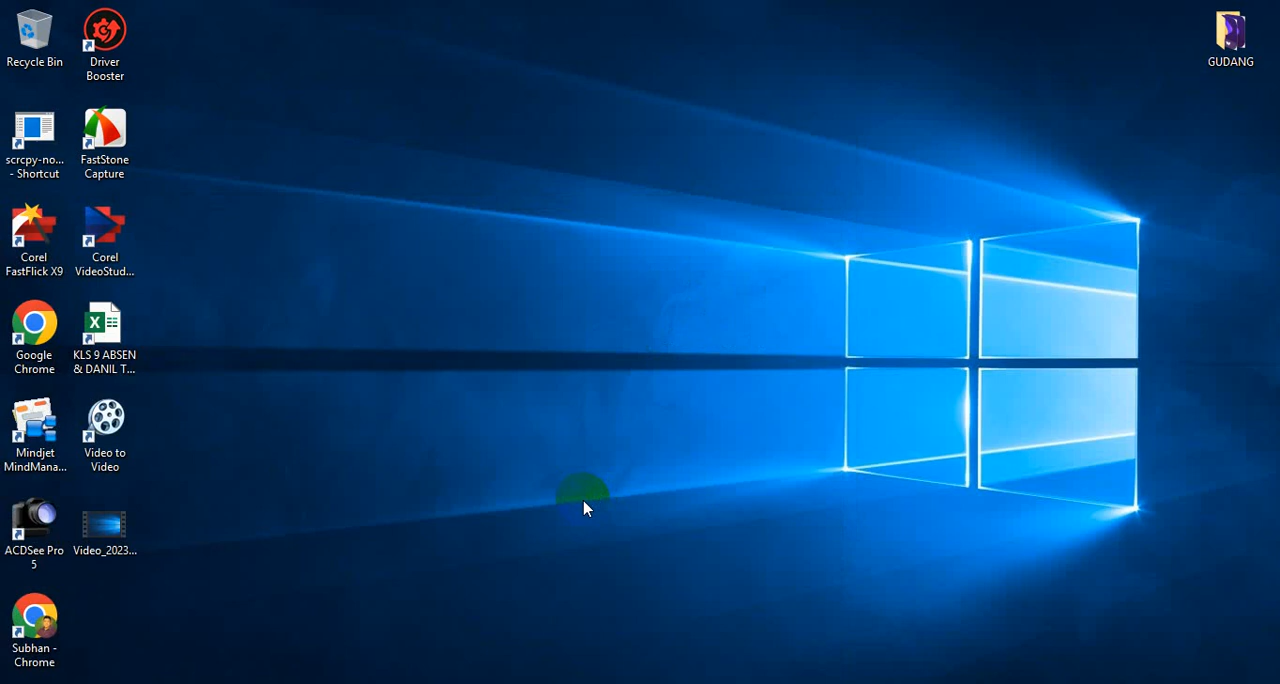 Recycle Bin
Driver
Booster
GUDANG
scrcpy-no...
- Shortcut
FastStone
Capture
Corel
FastFlick X9
Corel
VideoStud...
Google
Chrome
KLS 9 ABSEN
& DANIL T...
Mindjet
MindMana...
Video to
Video
ACDSee Pro
5
Video_2023...
Subhan -
Chrome